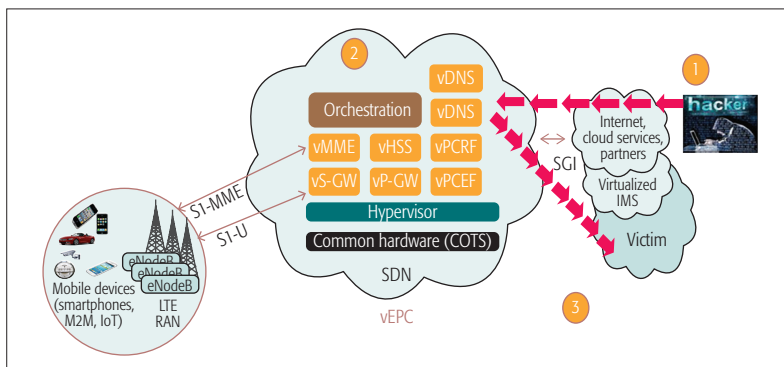 2
1
vDNS
hacker
Orchestration
vDNS
Internet,
cloud services,
partners
vMME
vHSS
vPCRF
SGI
vS-GW
vP-GW
vPCEF
Virtualized
IMS
S1-MME
Hypervisor
S1-U
Common hardware (COTS)
Victim
SDN
eNodeB
eNodeB
eNodeB
Mobile devices
(smartphones,
M2M, IoT)
LTE
RAN
vEPC
3